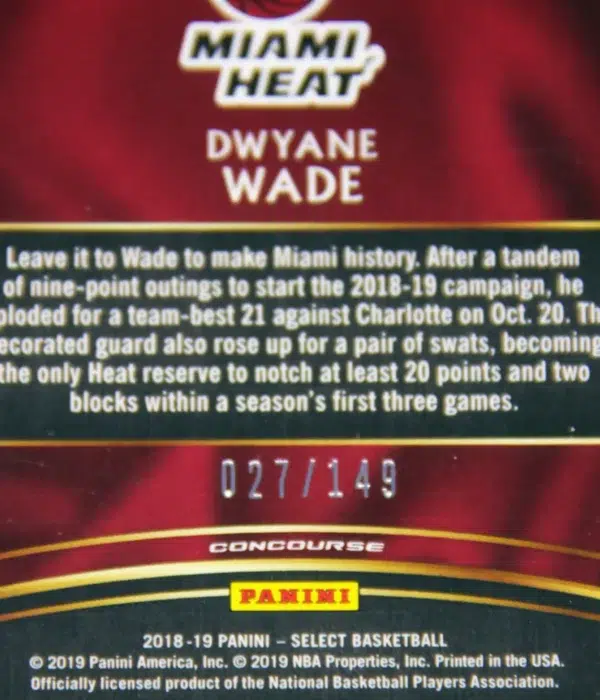 MIAMI
HEAT
DWYANE
WADE
Leave it to Wade to make Miami history. After a tandem
of nine-point outings to start the 2018-19 campaign, he
ploded for a team-best 21 against Charlotte on Oct. 20. Th
ecorated guard also rose up for a pair of swats, becoming
the only Heat reserve to notch at least 20 points and two
blocks within a season's first three games.
027/149
CONCOURSE
PANINI
2018-19 PANINI – SELECT BASKETBALL
© 2019 Panini America, Inc. © 2019 NBA Properties, Inc. Printed in the USA.
Officially licensed product of the National Basketball Players Association.